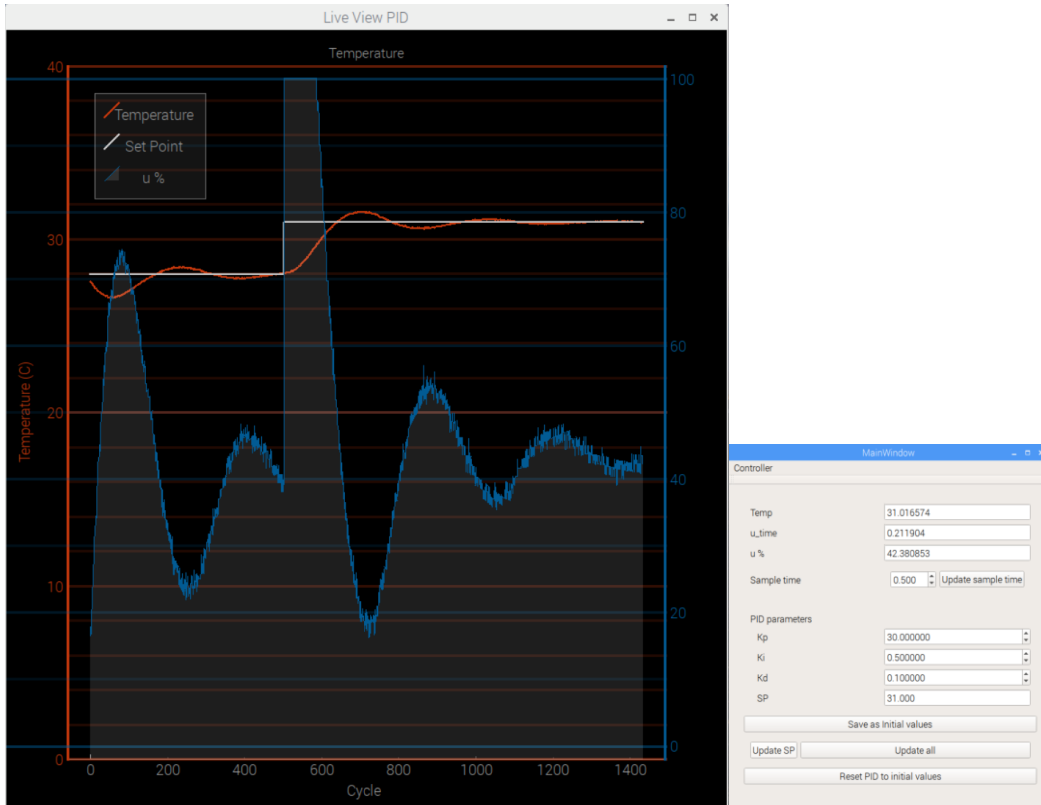 Live View PID
Temperature
40
100
Temperature
Set Point
u %
80
30
60
Temperature (C)
20
40
10
20
0
0
0
200
400
600
800
1000
1200
1400
Cycle
MainWindow
Controller
Temp
31.016574
u_time
0.211904
u %
42.380853
Sample time
0.500
Update sample time
PID parameters
Kp
30.000000
Ki
0.500000
Kd
0.100000
SP
31.000
Save as Initial values
Update SP
Update all
Reset PID to initial values